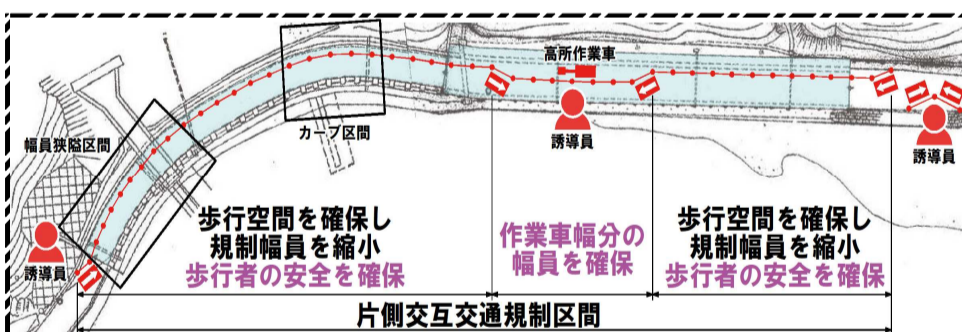 高所作業車
カーブ区間
幅員狭隘区間
誘導員
誘導員
誘導員
歩行空間を確保し
規制幅員を縮小
歩行者の安全を確保
作業車幅分の
幅員を確保
歩行空間を確保し
規制幅員を縮小
歩行者の安全を確保
片側交互交通規制区間